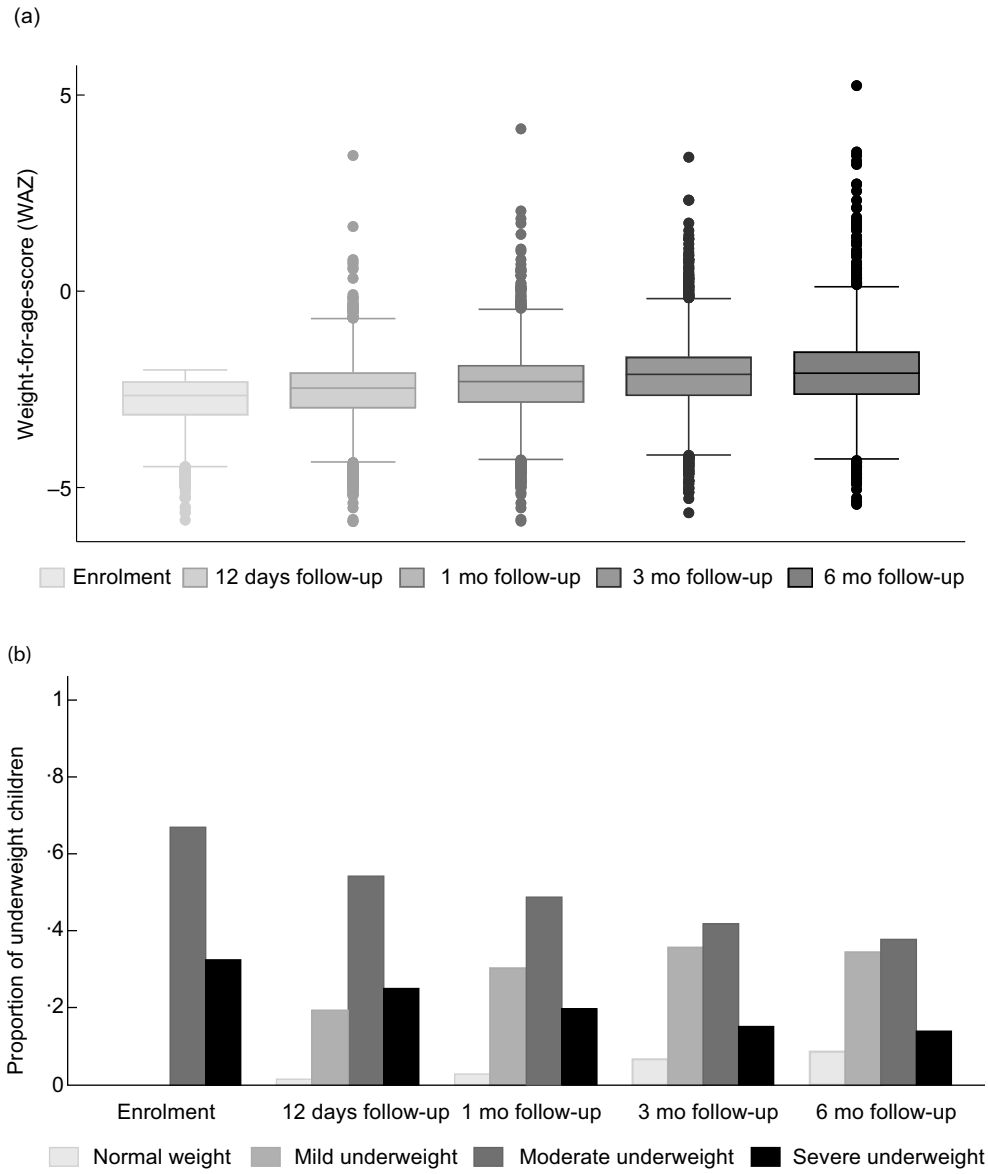 (a)
Weight-for-age-score (WAZ)
5
0
–5
Enrolment 12 days follow-up 1 mo follow-up 3 mo follow-up 6 mo follow-up
(b)
Proportion of underweight children
1
·8
·6
·4
·2
0
Enrolment 12 days follow-up 1 mo follow-up 3 mo follow-up 6 mo follow-up
Normal weight Mild underweight Moderate underweight Severe underweight